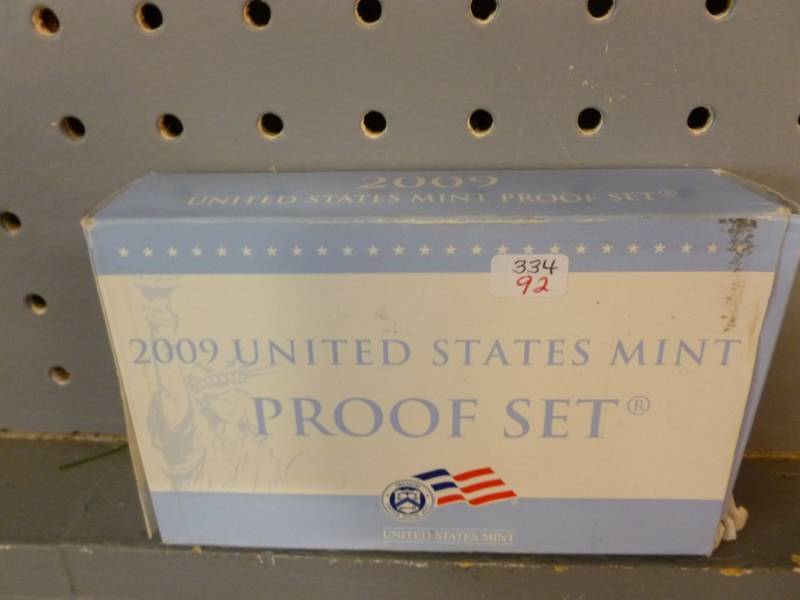 2009
UNITED STATES MINT PROOF SET®
334
92
2009 UNITED STATES MINT
PROOF SET®
UNITED STATES MINT